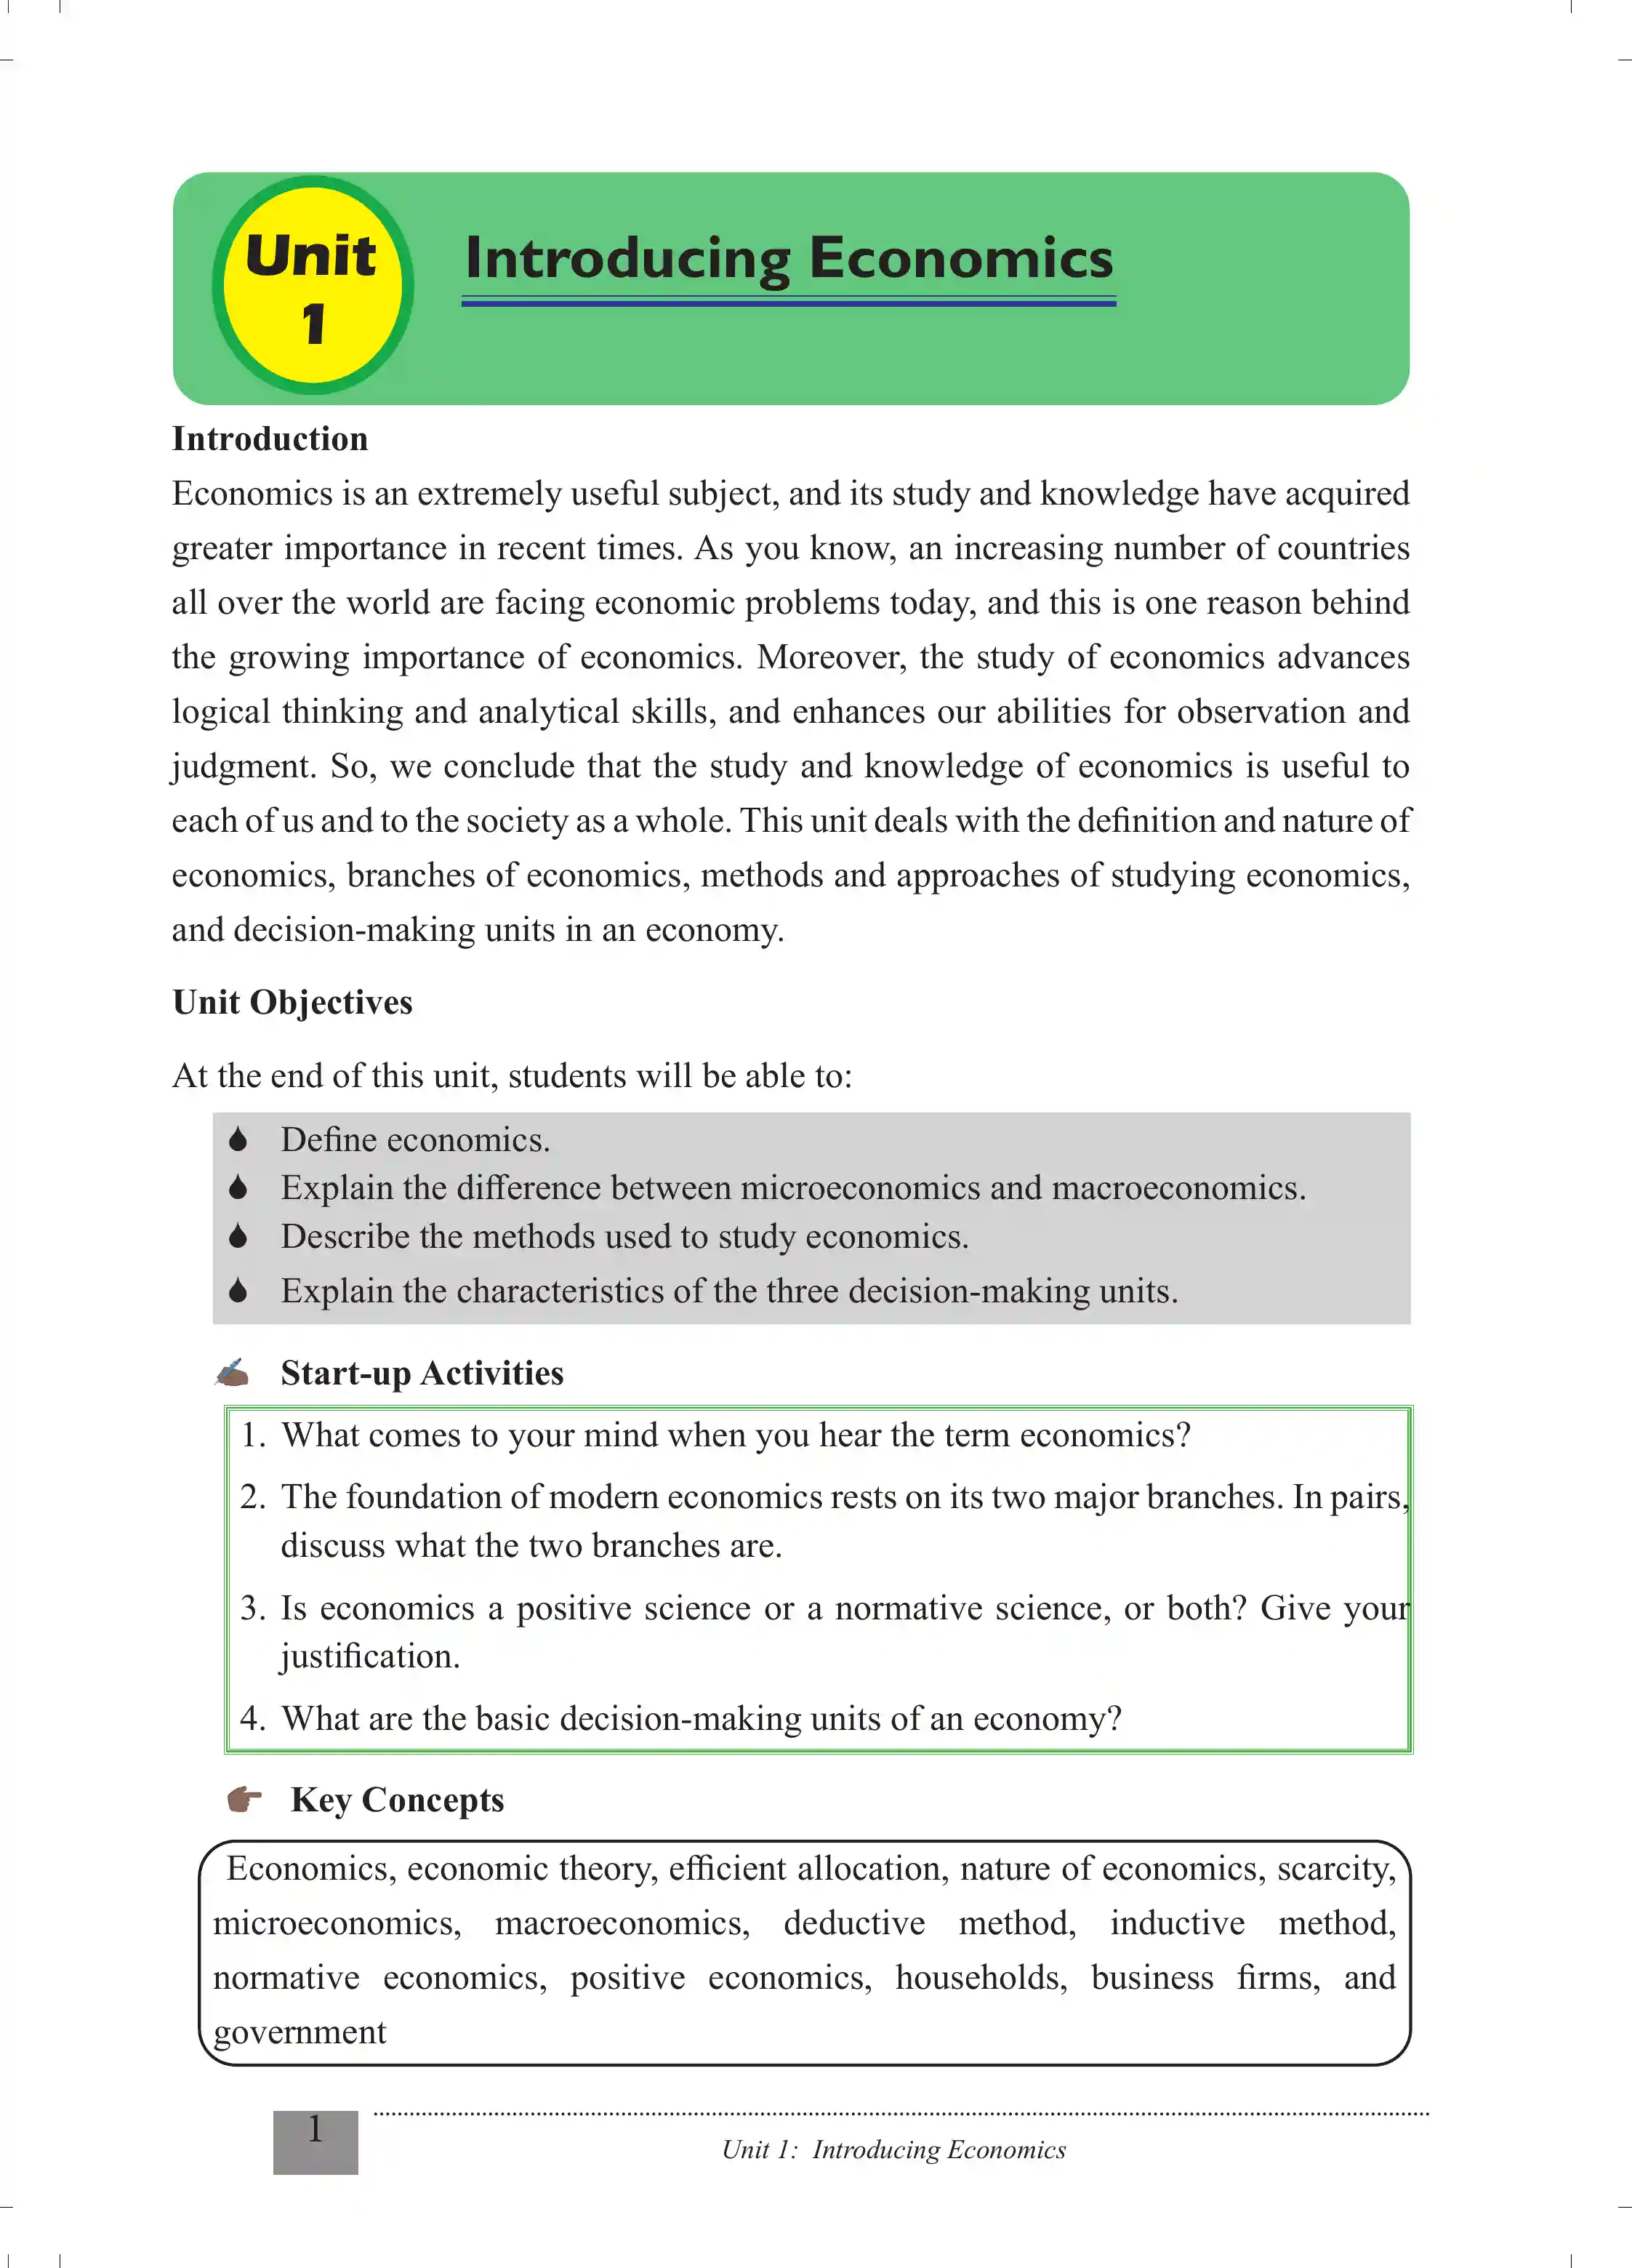 Unit
1
Introducing Economics
Introduction
Economics is an extremely useful subject, and its study and knowledge have acquired
greater importance in recent times. As you know, an increasing number of countries
all over the world are facing economic problems today, and this is one reason behind
the growing importance of economics. Moreover, the study of economics advances
logical thinking and analytical skills, and enhances our abilities for observation and
judgment. So, we conclude that the study and knowledge of economics is useful to
each of us and to the society as a whole. This unit deals with the definition and nature of
economics, branches of economics, methods and approaches of studying economics,
and decision-making units in an economy.
Unit Objectives
At the end of this unit, students will be able to:
Define economics.
Explain the difference between microeconomics and macroeconomics.
Describe the methods used to study economics.
Explain the characteristics of the three decision-making units.
Start-up Activities
1. What comes to your mind when you hear the term economics?
2. The foundation of modern economics rests on its two major branches. In pairs,
discuss what the two branches are.
3. Is economics a positive science or a normative science, or both? Give your
justification.
4. What are the basic decision-making units of an economy?
Key Concepts
Economics, economic theory, efficient allocation, nature of economics, scarcity,
microeconomics, macroeconomics, deductive method, inductive method,
normative economics, positive economics, households, business firms, and
government
1
Unit 1: Introducing Economics